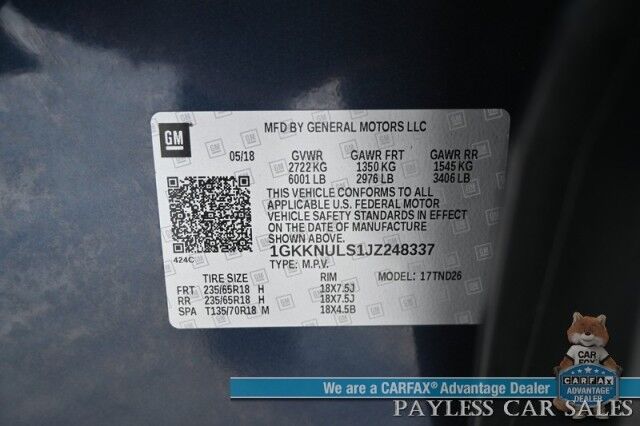 GM
MFD BY GENERAL MOTORS LLC
05/18 GVWR GAWR FRT GAWR RR
2722 KG 1350 KG 1545 KG
6001 LB 2976 LB 3406 LB
THIS VEHICLE CONFORMS TO ALL
APPLICABLE U.S. FEDERAL MOTOR
VEHICLE SAFETY STANDARDS IN EFFECT
ON THE DATE OF MANUFACTURE
SHOWN ABOVE.
424C
1GKKNULS1JZ248337
TYPE: M.P.V. MODEL: 17TND26
TIRE SIZE RIM
FRT 235/65R18 H 18X7.5J
RR 235/65R18 H 18X7.5J
SPA T135/70R18 M 18X4.5B
CAR
FOX
We are a CARFAX® Advantage Dealer
CARFAX
ADVANTAGE
DEALER
PAYLESS CAR SALES